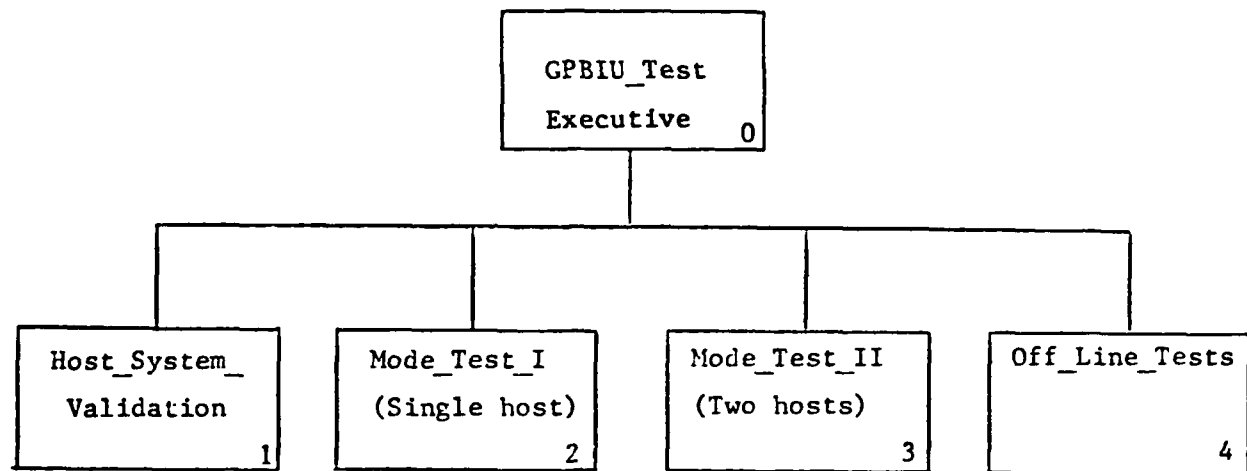 GPBIU_Test
Executive 0
Host_System_
Validation
1
Mode_Test_I
(Single host)
2
Mode_Test_II
(Two hosts)
3
Off_Line_Tests
4